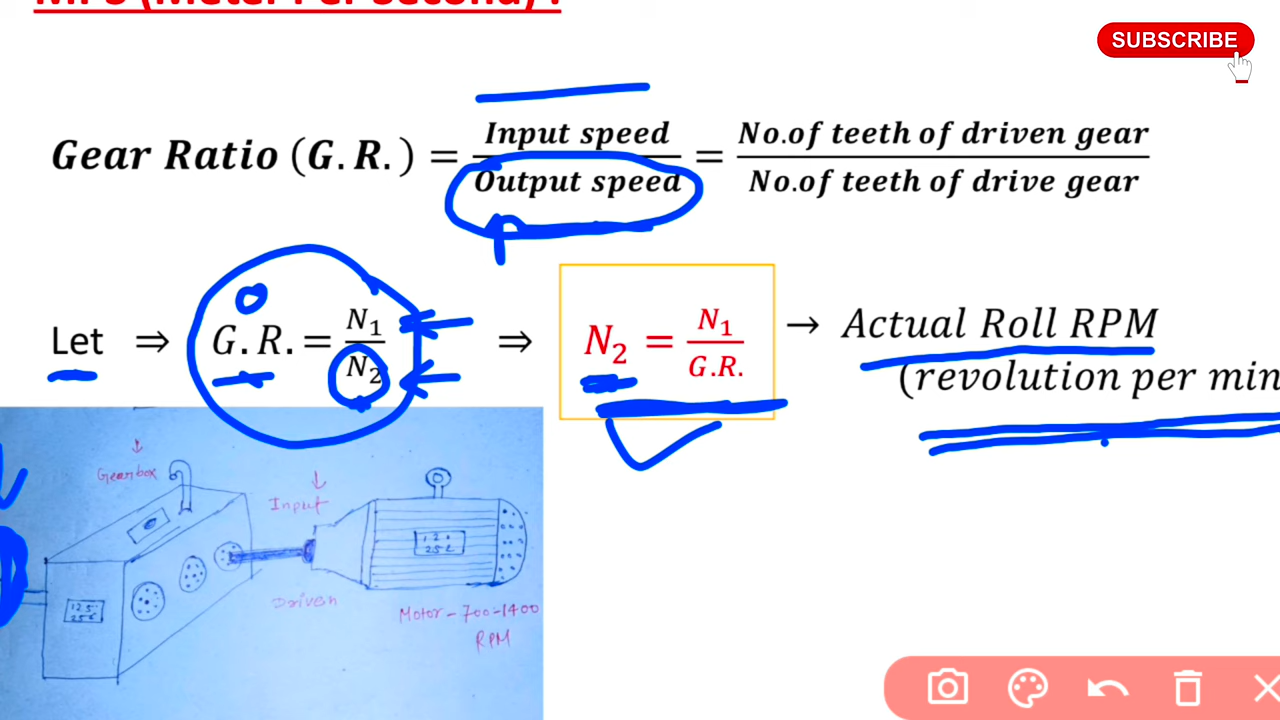 SUBSCRIBE
Gear Ratio (G.R.) = Input speed / Output speed = No.of teeth of driven gear / No.of teeth of drive gear
Let ⇒ G.R. = N₁ / N₂ ⇒ N₂ = N₁ / G.R. → Actual Roll RPM
(revolution per min
Gearbox
Input
Driven
Motor - 700-1400
RPM